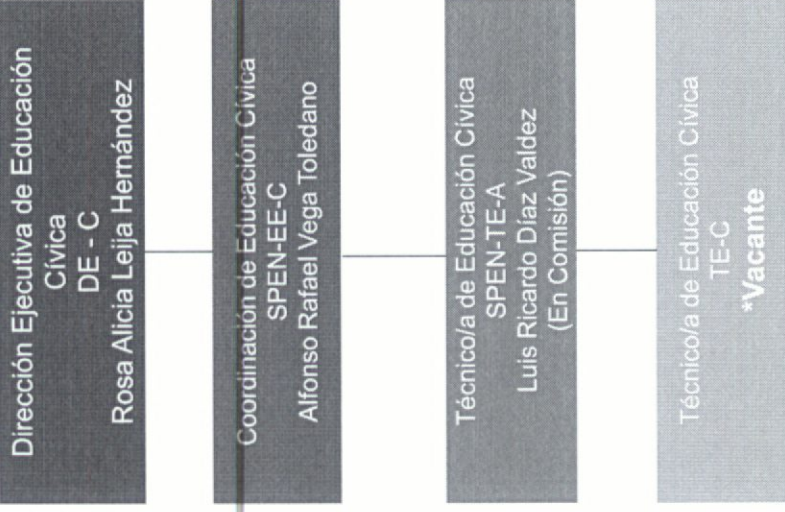 Dirección Ejecutiva de Educación
Cívica
DE - C
Rosa Alicia Leija Hernández
Coordinación de Educación Cívica
SPEN-EE-C
Alfonso Rafael Vega Toledano
Técnico/a de Educación Cívica
SPEN-TE-A
Luis Ricardo Díaz Valdez
(En Comisión)
Técnico/a de Educación Cívica
TE-C
*Vacante